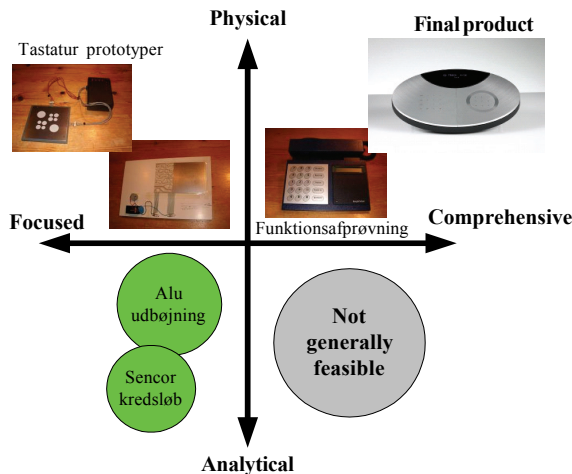 Physical
Final product
Tastatur prototyper
Focused
Funktionsafprøvning
Comprehensive
Alu
udbøjning
Not
generally
feasible
Sencor
kredsløb
Analytical